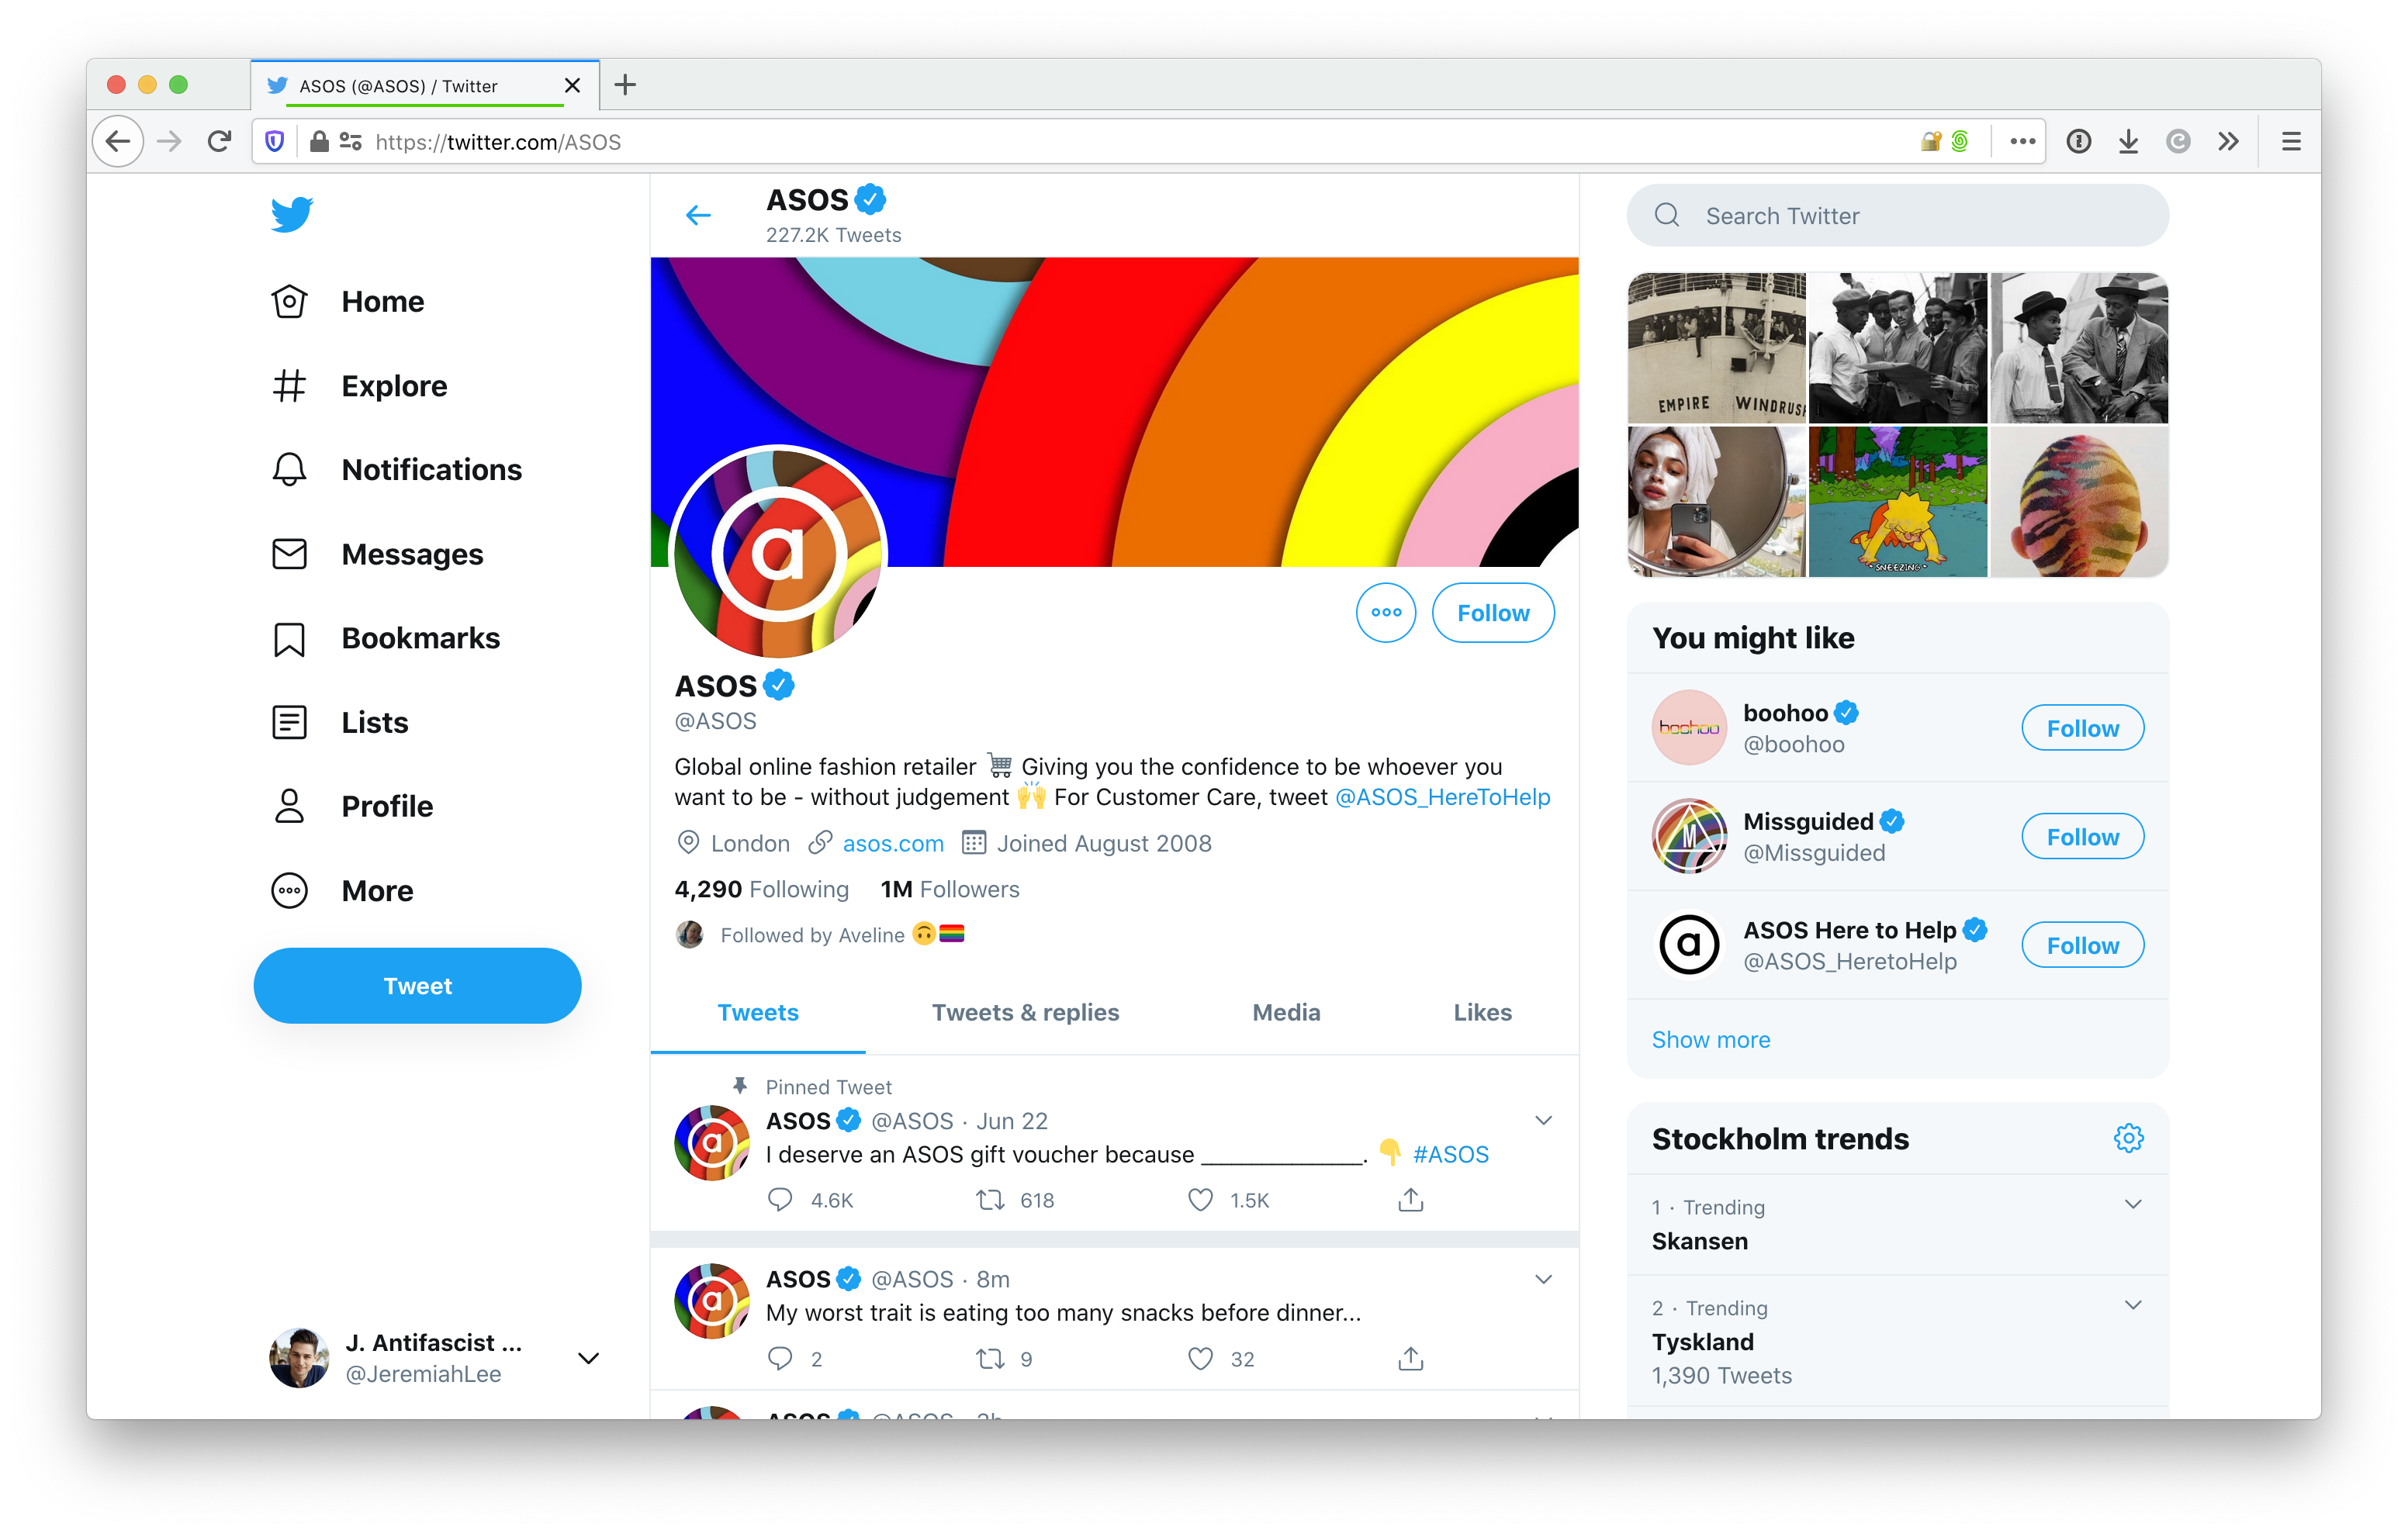 ASOS (@ASOS) / Twitter
https://twitter.com/ASOS
Home
Explore
Notifications
Messages
Bookmarks
Lists
Profile
More
Tweet
J. Antifascist ...
@JeremiahLee
ASOS
227.2K Tweets
a
Follow
ASOS
@ASOS
Global online fashion retailer 🛒 Giving you the confidence to be whoever you
want to be - without judgement 🙌 For Customer Care, tweet @ASOS_HereToHelp
London asos.com Joined August 2008
4,290 Following 1M Followers
Followed by Aveline 🙃🏳️‍🌈
Tweets Tweets & replies Media Likes
Pinned Tweet
ASOS @ASOS · Jun 22
I deserve an ASOS gift voucher because ______________. 👇 #ASOS
4.6K 618 1.5K
ASOS @ASOS · 8m
My worst trait is eating too many snacks before dinner...
2 9 32
ASOS @ASOS
Search Twitter
EMPIRE WINDRUSH
• SNEEZING •
You might like
boohoo
boohoo
@boohoo
Follow
M
Missguided
@Missguided
Follow
a
ASOS Here to Help
@ASOS_HeretoHelp
Follow
Show more
Stockholm trends
1 · Trending
Skansen
2 · Trending
Tyskland
1,390 Tweets